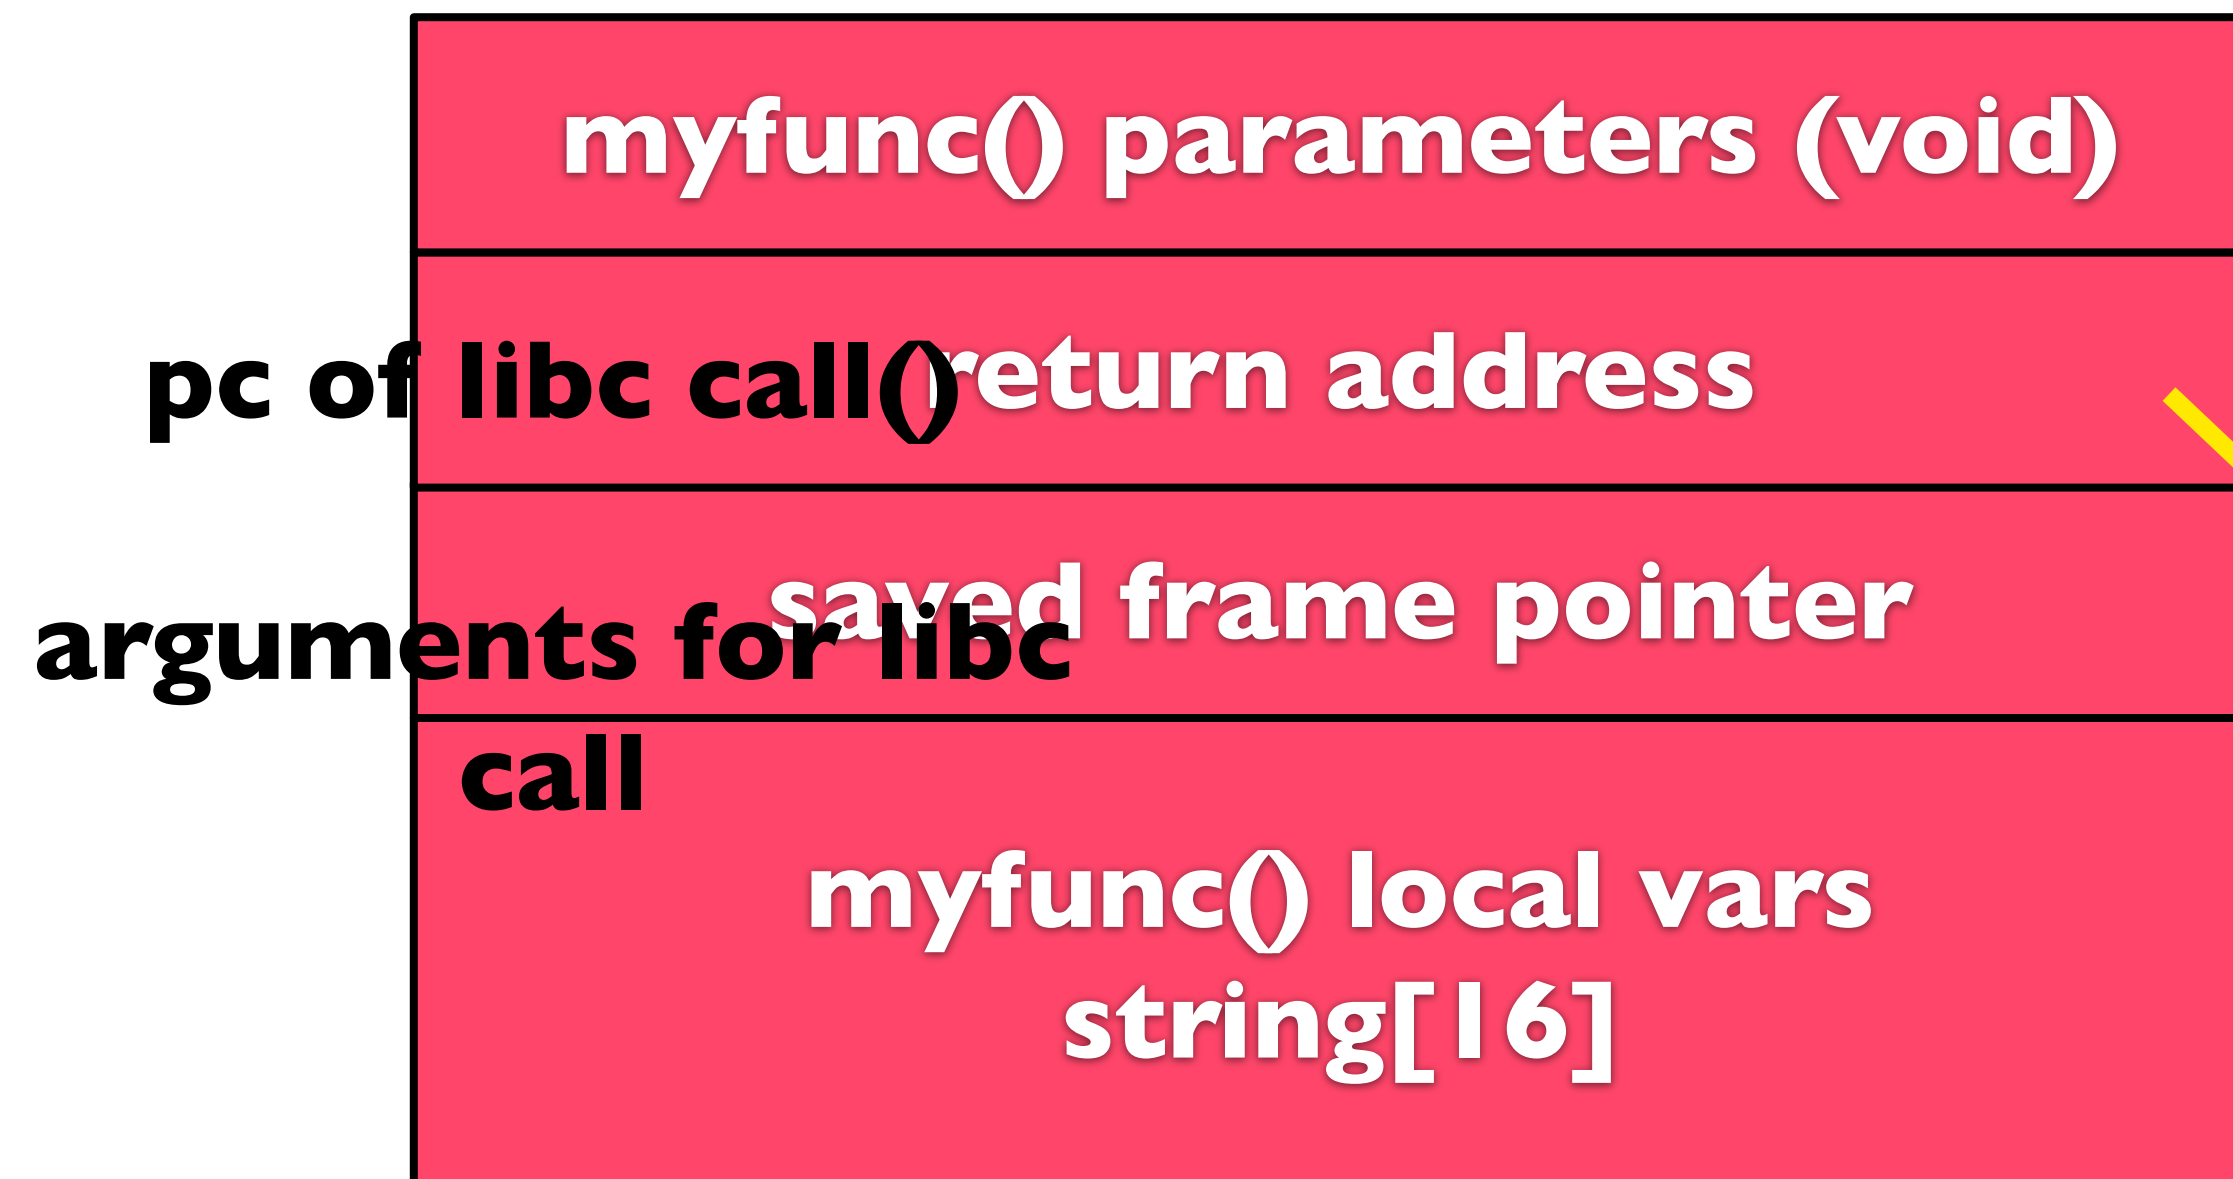 myfunc() parameters (void)
pc of libc call()
return address
saved frame pointer
arguments for libc
call
myfunc() local vars
string[16]